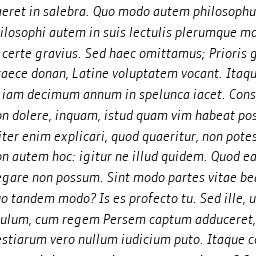 aeret in salebra. Quo modo autem philosophu
ilosophi autem in suis lectulis plerumque mo
certe gravius. Sed haec omittamus; Prioris g
raece donan, Latine voluptatem vocant. Itaqu
iam decimum annum in spelunca iacet. Cons
on dolere, inquam, istud quam vim habeat pos
iter enim explicari, quod quaeritur, non potes
on autem hoc: igitur ne illud quidem. Quod ea
egare non possum. Sint modo partes vitae bea
uo tandem modo? Is es profecto tu. Sed ille, u
ulum, cum regem Persem captum adduceret,
estiarum vero nullum iudicium puto. Itaque co